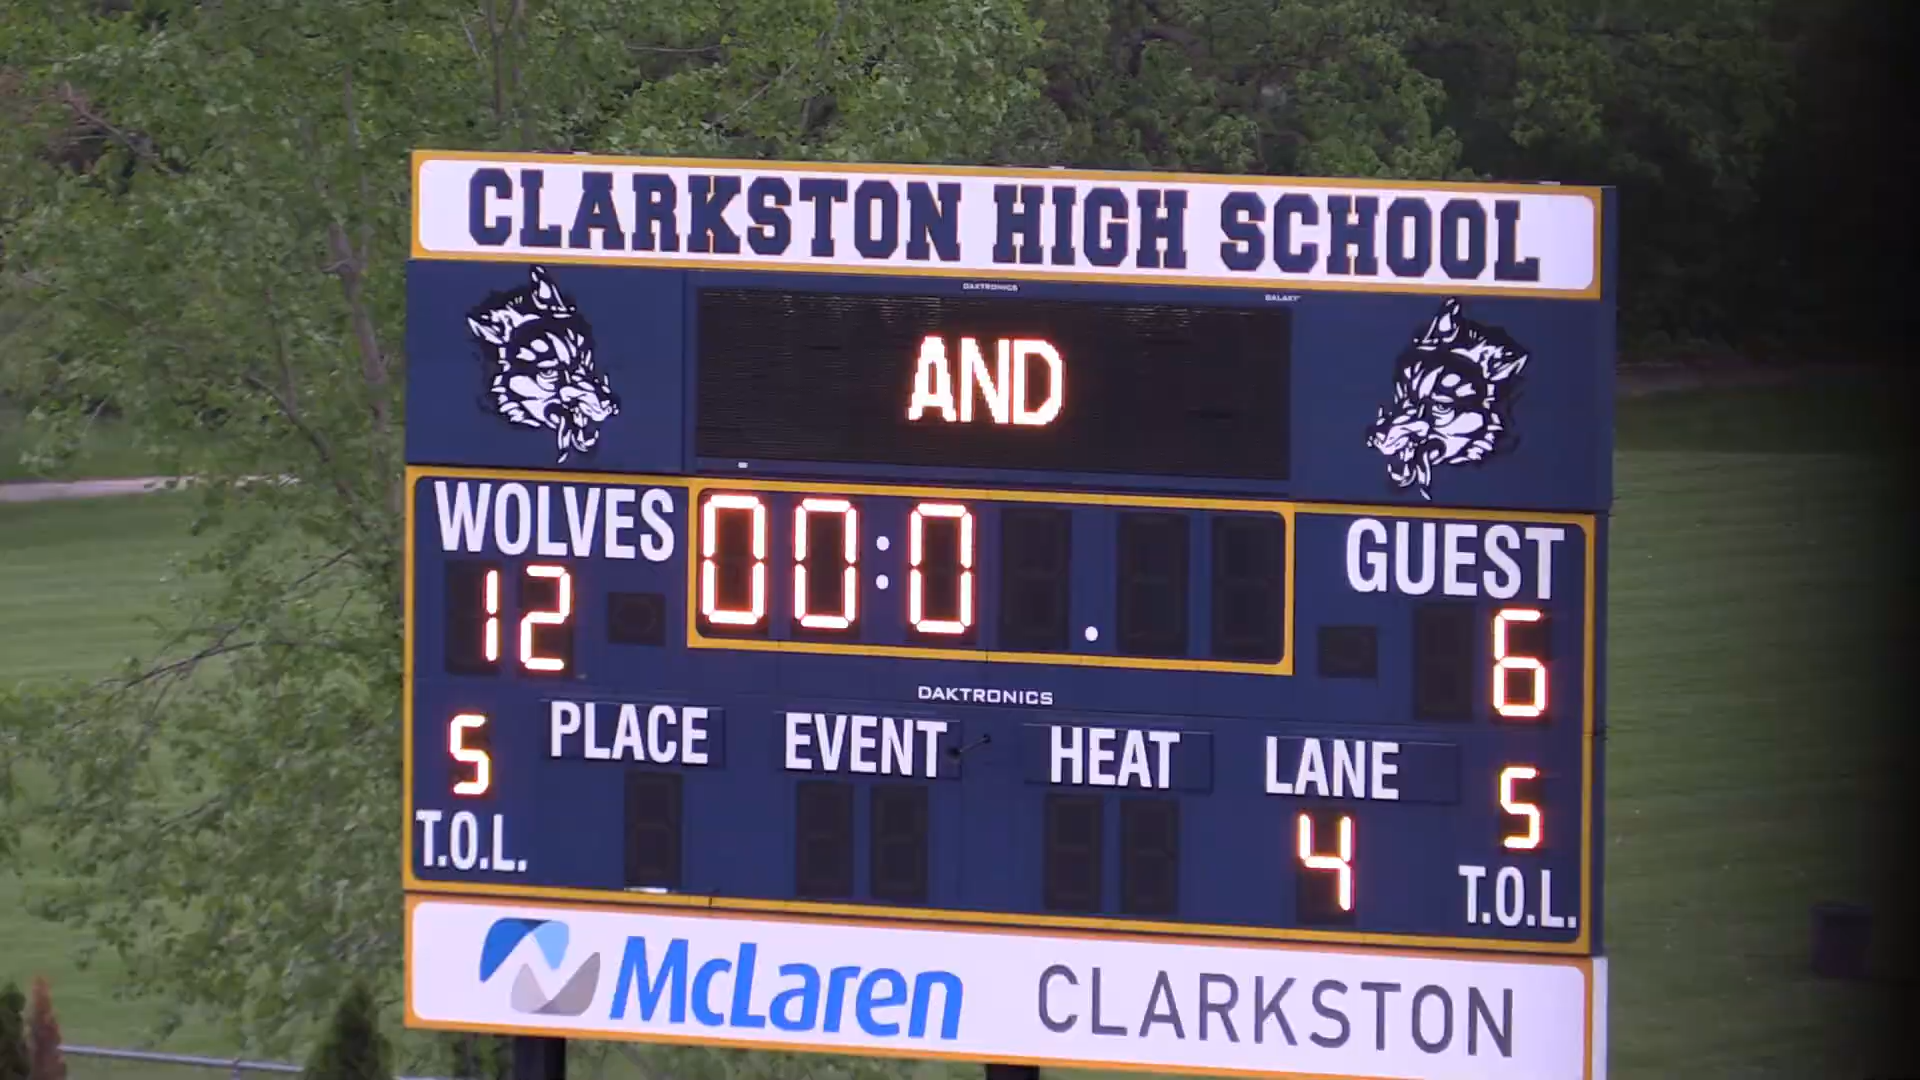 CLARKSTON HIGH SCHOOL
DAKTRONICS GALAXY
AND
WOLVES 00:0 . GUEST
12 6
DAKTRONICS
PLACE EVENT HEAT LANE
5 4 5
T.O.L. T.O.L.
McLaren CLARKSTON